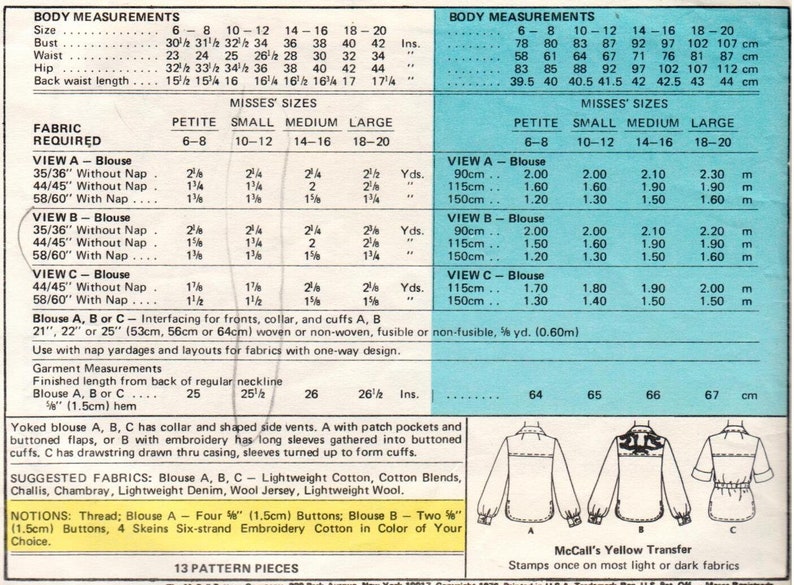 BODY MEASUREMENTS
Size . . . . . . . . . . . . . 6 – 8 10 – 12 14 – 16 18 – 20
Bust . . . . . . . . . . . . . 30½ 31½ 32½ 34 36 38 40 42 Ins.
Waist . . . . . . . . . . . . 23 24 25 26½ 28 30 32 34 "
Hip . . . . . . . . . . . . . . 32½ 33½ 34½ 36 38 40 42 44 "
Back waist length . . . . 15½ 15¾ 16 16¼ 16½ 16¾ 17 17¼ "
BODY MEASUREMENTS
. . . . . . . . 6 – 8 10 – 12 14 – 16 18 – 20
. . . . . . . . 78 80 83 87 92 97 102 107 cm
. . . . . . . . 58 61 64 67 71 76 81 87 cm
. . . . . . . . 83 85 88 92 97 102 107 112 cm
. . . . . . . . 39.5 40 40.5 41.5 42 42.5 43 44 cm
MISSES' SIZES
FABRIC REQUIRED
PETITE SMALL MEDIUM LARGE
6–8 10–12 14–16 18–20
MISSES' SIZES
PETITE SMALL MEDIUM LARGE
6–8 10–12 14–16 18–20
VIEW A – Blouse
35/36" Without Nap . 2⅛ 2¼ 2¼ 2½ Yds.
44/45" Without Nap . 1¾ 1¾ 2 2⅛ "
58/60" With Nap . . . . 1⅜ 1⅜ 1⅝ 1¾ "
VIEW A – Blouse
90cm . . 2.00 2.00 2.10 2.30 m
115cm . . 1.60 1.60 1.90 1.90 m
150cm . . 1.20 1.30 1.50 1.60 m
VIEW B – Blouse
35/36" Without Nap . 2⅛ 2¼ 2¼ 2⅜ Yds.
44/45" Without Nap . 1⅝ 1¾ 2 2⅛ "
58/60" With Nap . . . . 1⅜ 1⅜ 1⅝ 1¾ "
VIEW B – Blouse
90cm . . 2.00 2.00 2.10 2.20 m
115cm . . 1.50 1.60 1.90 1.90 m
150cm . . 1.20 1.30 1.50 1.60 m
VIEW C – Blouse
44/45" Without Nap . 1⅞ 1⅞ 2⅛ 2⅛ Yds.
58/60" With Nap . . . . 1½ 1½ 1⅝ 1⅝ "
VIEW C – Blouse
115cm . . 1.70 1.80 1.90 2.00 m
150cm . . 1.30 1.40 1.50 1.50 m
Blouse A, B or C – Interfacing for fronts, collar, and cuffs A, B
21", 22" or 25" (53cm, 56cm or 64cm) woven or non-woven, fusible or non-fusible, ⅝ yd. (0.60m)
Use with nap yardages and layouts for fabrics with one-way design.
Garment Measurements
Finished length from back of regular neckline
Blouse A, B or C . . . . 25 25½ 26 26½ Ins. . . . . . . . . 64 65 66 67 cm
⅝" (1.5cm) hem
Yoked blouse A, B, C has collar and shaped side vents. A with patch pockets and
buttoned flaps, or B with embroidery has long sleeves gathered into buttoned
cuffs. C has drawstring drawn thru casing, sleeves turned up to form cuffs.
SUGGESTED FABRICS: Blouse A, B, C – Lightweight Cotton, Cotton Blends,
Challis, Chambray, Lightweight Denim, Wool Jersey, Lightweight Wool.
NOTIONS: Thread; Blouse A – Four ⅝" (1.5cm) Buttons; Blouse B – Two ⅝"
(1.5cm) Buttons, 4 Skeins Six-strand Embroidery Cotton in Color of Your
Choice.
13 PATTERN PIECES
A B C
McCall's Yellow Transfer
Stamps once on most light or dark fabrics